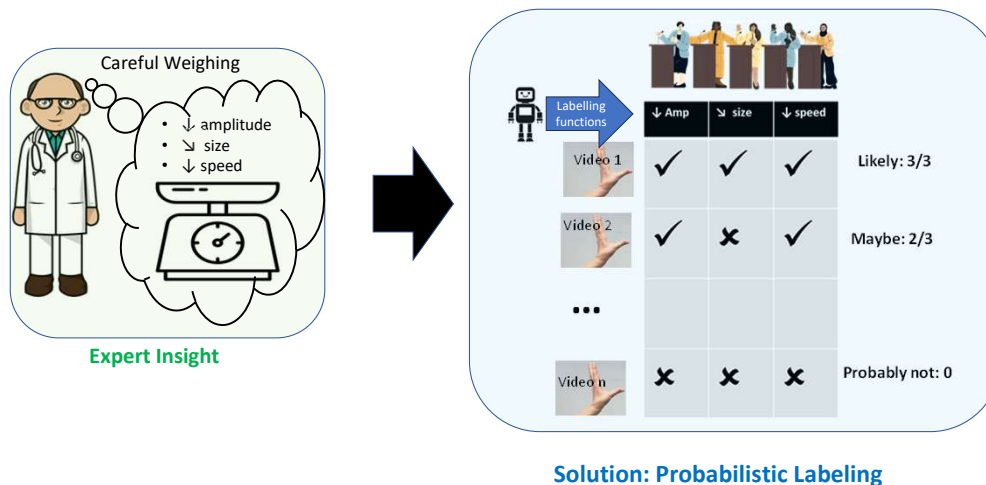 Careful Weighing
• ↓ amplitude
• ↘ size
• ↓ speed
Expert Insight
Labelling
functions
↓ Amp ↘ size ↓ speed
Video 1 ✓ ✓ ✓ Likely: 3/3
Video 2 ✓ ✗ ✓ Maybe: 2/3
...
Video n ✗ ✗ ✗ Probably not: 0
Solution: Probabilistic Labeling